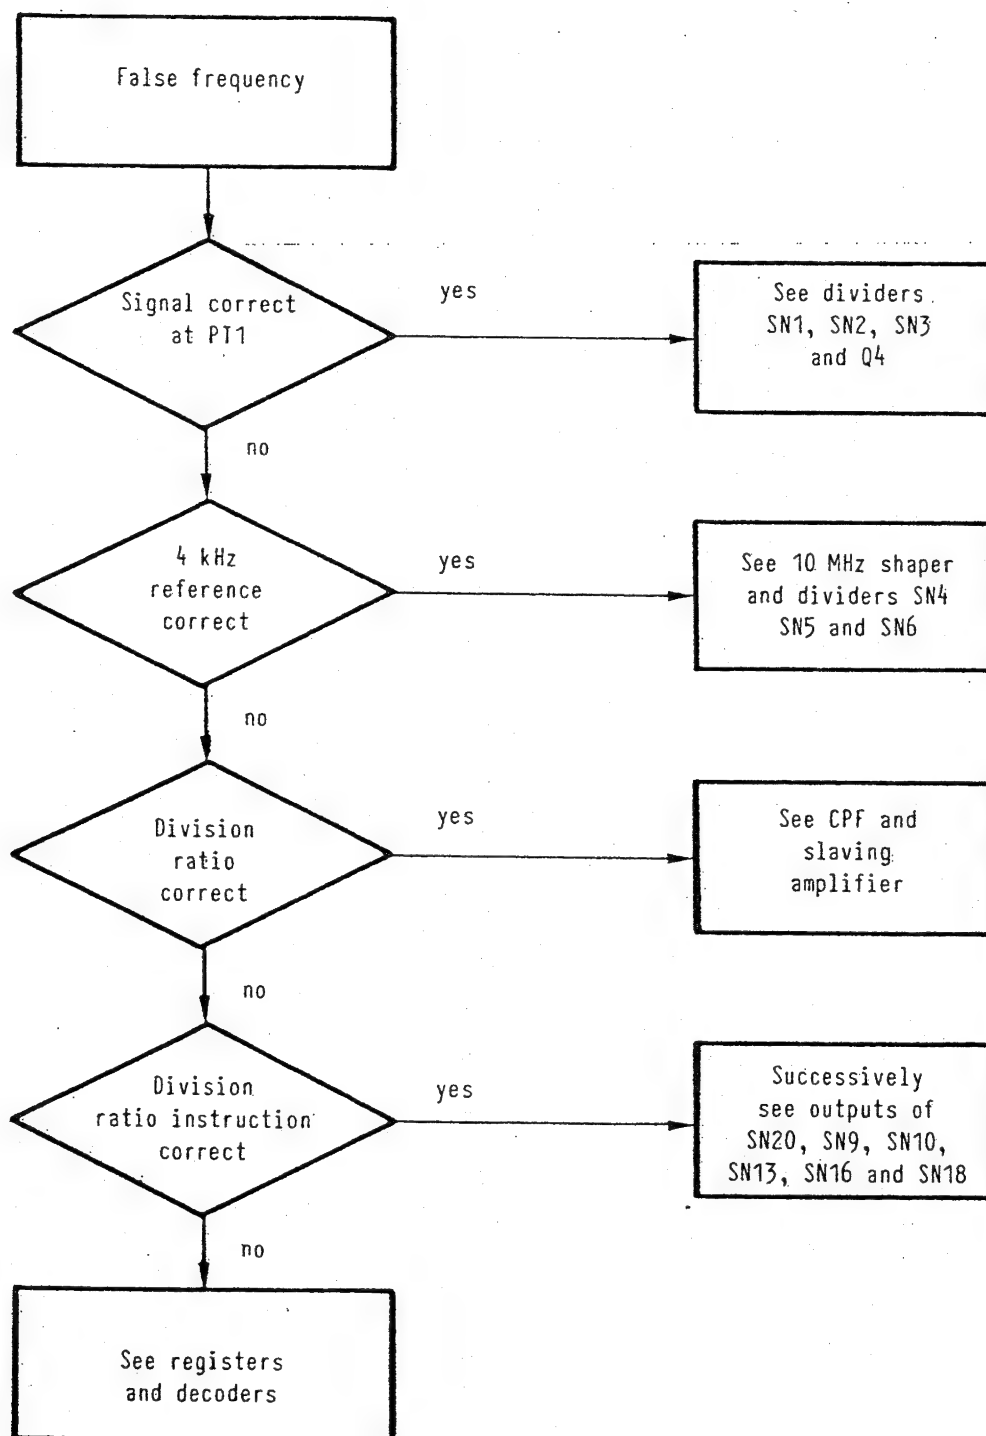 False frequency
Signal correct
at PT1
yes
See dividers
SN1, SN2, SN3
and Q4
no
4 kHz
reference
correct
yes
See 10 MHz shaper
and dividers SN4
SN5 and SN6
no
Division
ratio
correct
yes
See CPF and
slaving
amplifier
no
Division
ratio instruction
correct
yes
Successively
see outputs of
SN20, SN9, SN10,
SN13, SN16 and SN18
no
See registers
and decoders